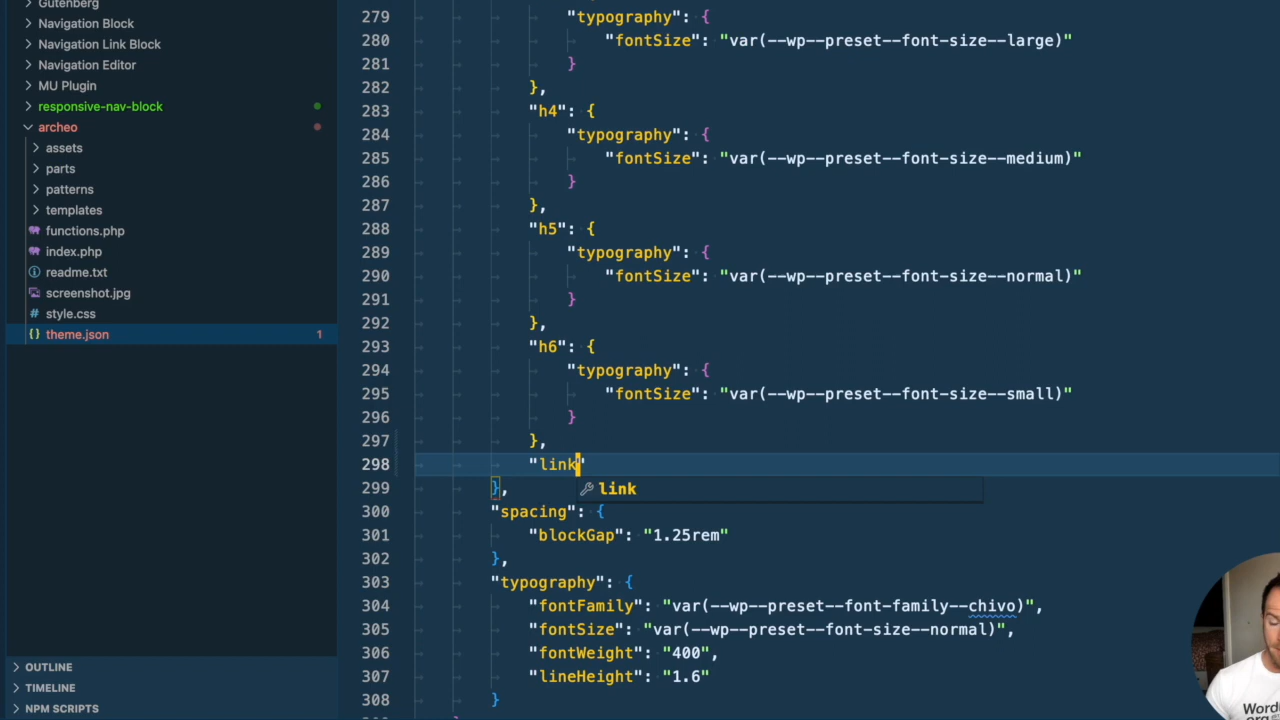 Gutenberg
Navigation Block
Navigation Link Block
Navigation Editor
MU Plugin
responsive-nav-block
archeo
assets
parts
patterns
templates
functions.php
index.php
readme.txt
screenshot.jpg
style.css
{} theme.json 1
OUTLINE
TIMELINE
NPM SCRIPTS
279 "typography": {
280 "fontSize": "var(--wp--preset--font-size--large)"
281 }
282 },
283 "h4": {
284 "typography": {
285 "fontSize": "var(--wp--preset--font-size--medium)"
286 }
287 },
288 "h5": {
289 "typography": {
290 "fontSize": "var(--wp--preset--font-size--normal)"
291 }
292 },
293 "h6": {
294 "typography": {
295 "fontSize": "var(--wp--preset--font-size--small)"
296 }
297 },
298 "link"
link
299 },
300 "spacing": {
301 "blockGap": "1.25rem"
302 },
303 "typography": {
304 "fontFamily": "var(--wp--preset--font-family--chivo)",
305 "fontSize": "var(--wp--preset--font-size--normal)",
306 "fontWeight": "400",
307 "lineHeight": "1.6"
308 }